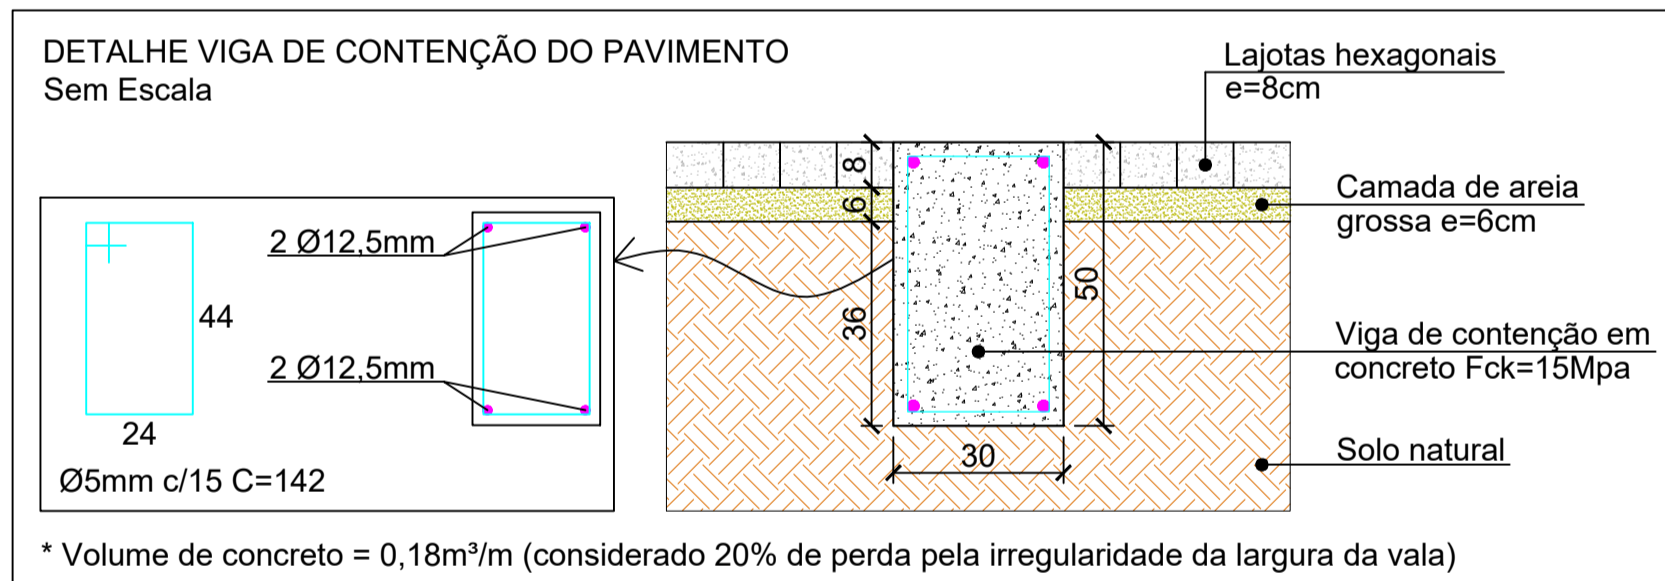 DETALHE VIGA DE CONTENÇÃO DO PAVIMENTO
Sem Escala
Lajotas hexagonais
e=8cm
8
6
36
50
30
Camada de areia
grossa e=6cm
2 Ø12,5mm
44
2 Ø12,5mm
24
Ø5mm c/15 C=142
Viga de contenção em
concreto Fck=15Mpa
Solo natural
* Volume de concreto = 0,18m³/m (considerado 20% de perda pela irregularidade da largura da vala)